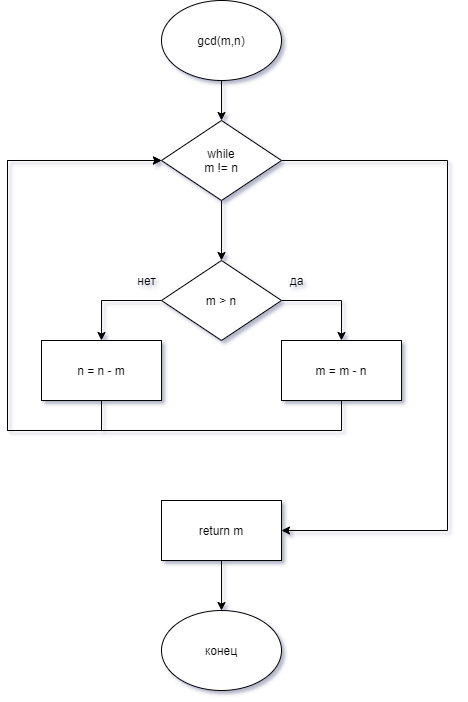 gcd(m,n)
while
m != n
нет
да
m > n
n = n - m
m = m - n
return m
конец